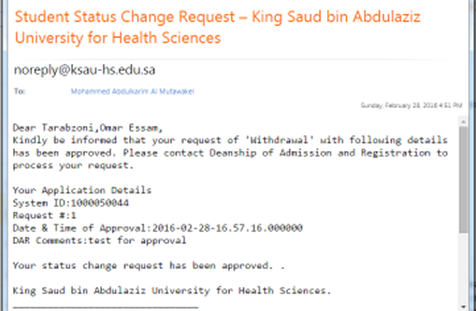 Student Status Change Request – King Saud bin Abdulaziz
University for Health Sciences
noreply@ksau-hs.edu.sa
To: Mohammed Abdulkarim Al Mutawakel
Sunday, February 28, 2016 4:51 PM
Dear Tarabzoni,Omar Essam,
Kindly be informed that your request of 'Withdrawal' with following details
has been approved. Please contact Deanship of Admission and Registration to
process your request.
Your Application Details
System ID:1000050044
Request #:1
Date & Time of Approval:2016-02-28-16.57.16.000000
DAR Comments:test for approval
Your status change request has been approved. .
King Saud bin Abdulaziz University for Health Sciences.